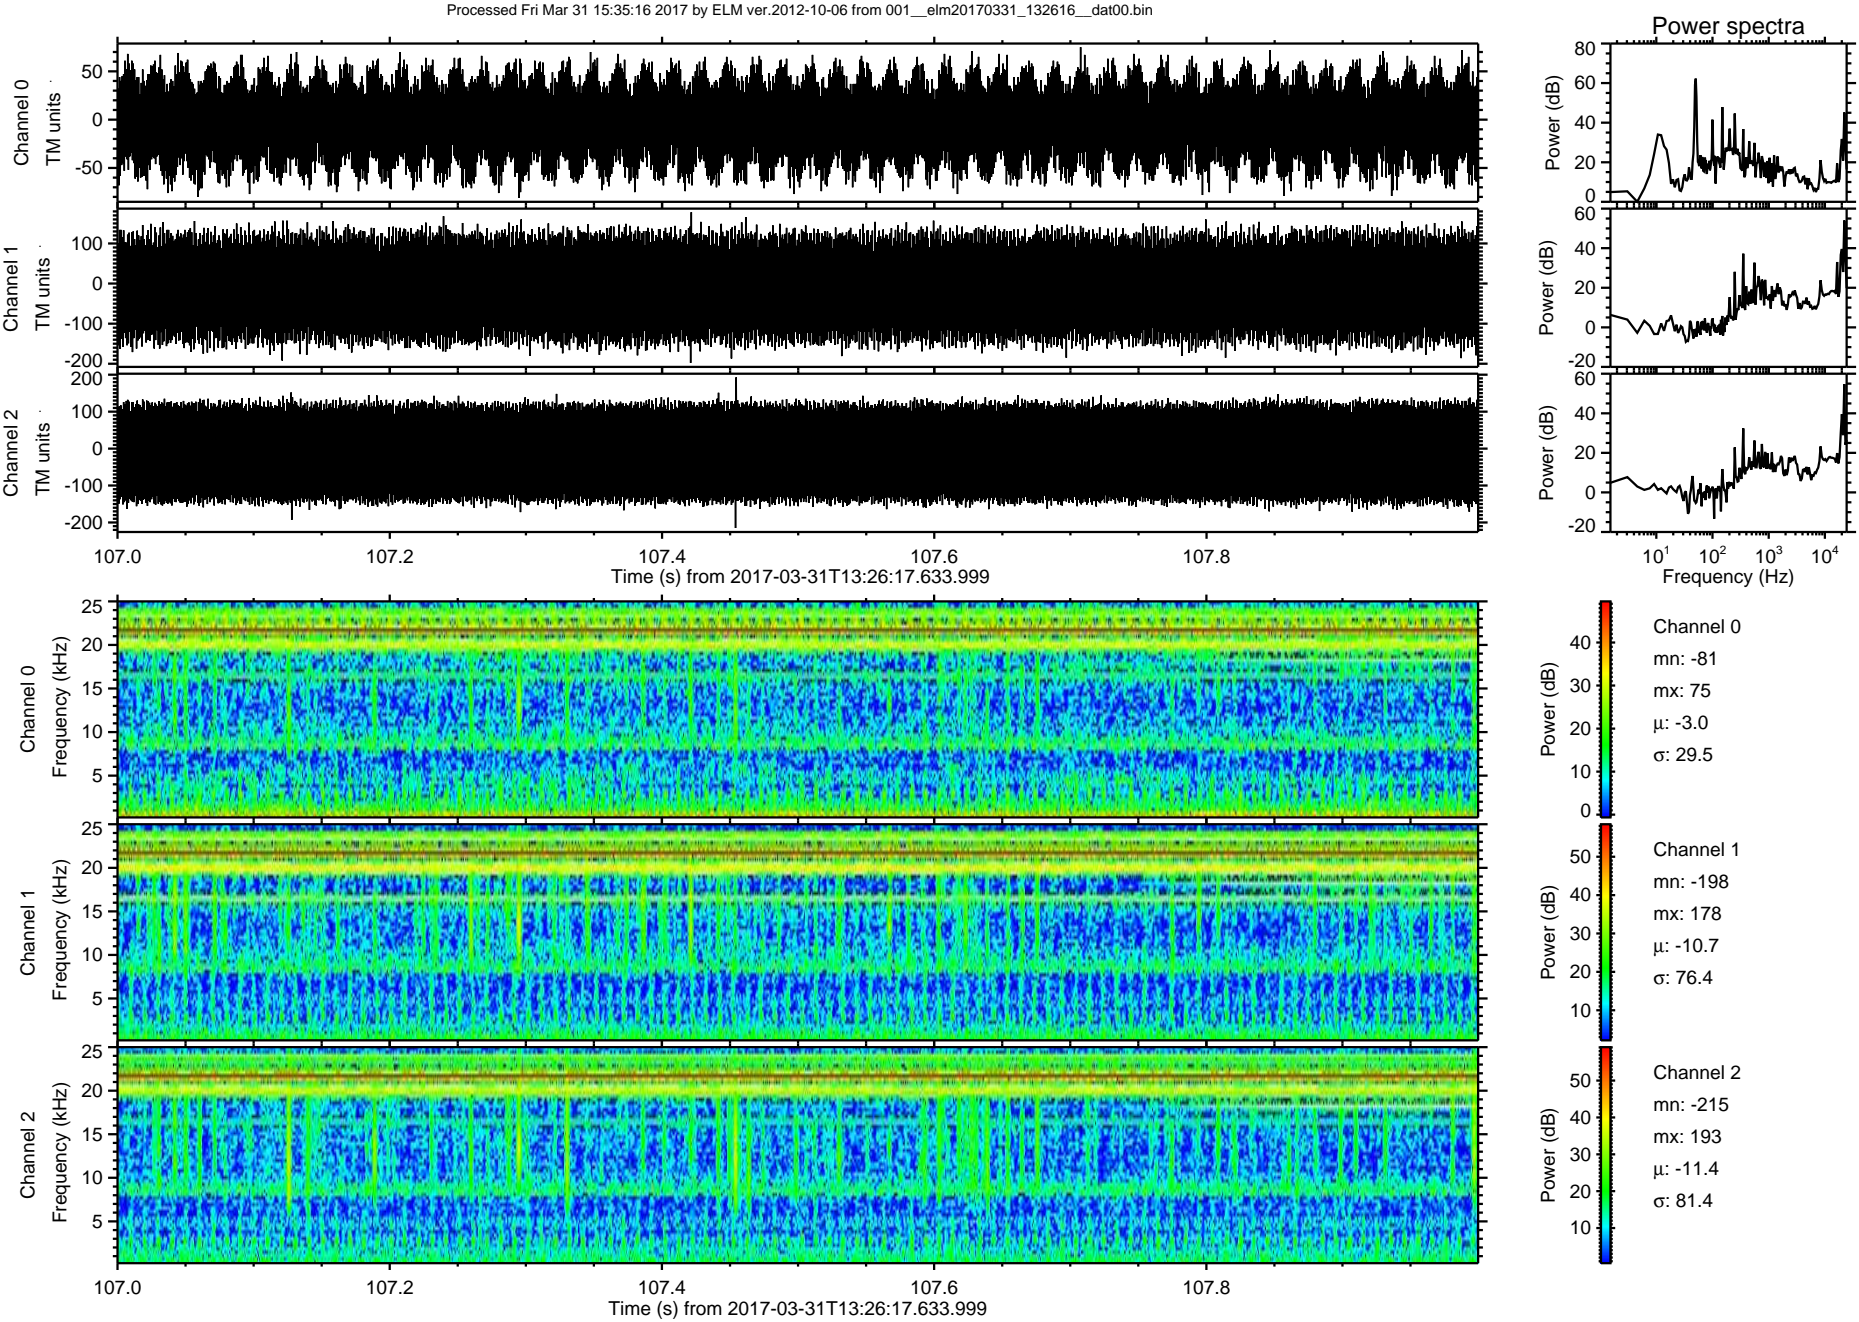 Processed Fri Mar 31 15:35:16 2017 by ELM ver.2012-10-06 from 001__elm20170331_132616__dat00.bin
Power spectra
Channel 0
TM units
50
0
-50
Power (dB)
80
60
40
20
0
Channel 1
TM units
100
0
-100
-200
Power (dB)
60
40
20
0
-20
Channel 2
TM units
200
100
0
-100
-200
Power (dB)
60
40
20
0
-20
107.0 107.2 107.4 107.6 107.8
Time (s) from 2017-03-31T13:26:17.633.999
10¹ 10² 10³ 10⁴
Frequency (Hz)
Channel 0
Frequency (kHz)
25
20
15
10
5
Power (dB)
40
30
20
10
0
Channel 0
mn: -81
mx: 75
μ: -3.0
σ: 29.5
Channel 1
Frequency (kHz)
25
20
15
10
5
Power (dB)
50
40
30
20
10
Channel 1
mn: -198
mx: 178
μ: -10.7
σ: 76.4
Channel 2
Frequency (kHz)
25
20
15
10
5
Power (dB)
50
40
30
20
10
Channel 2
mn: -215
mx: 193
μ: -11.4
σ: 81.4
107.0 107.2 107.4 107.6 107.8
Time (s) from 2017-03-31T13:26:17.633.999